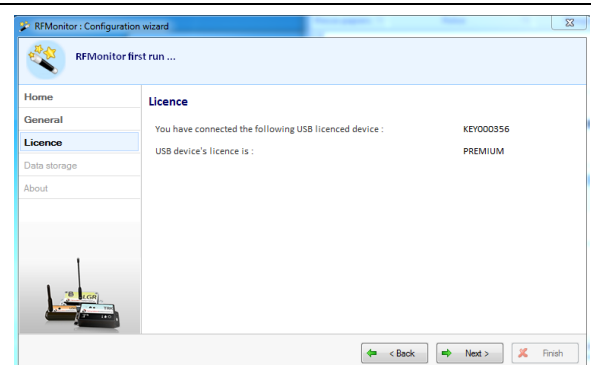 RFMonitor : Configuration wizard
RFMonitor first run ...
Home
General
Licence
Data storage
About
Licence
You have connected the following USB licenced device : KEY000356
USB device's licence is : PREMIUM
< Back
Next >
Finish